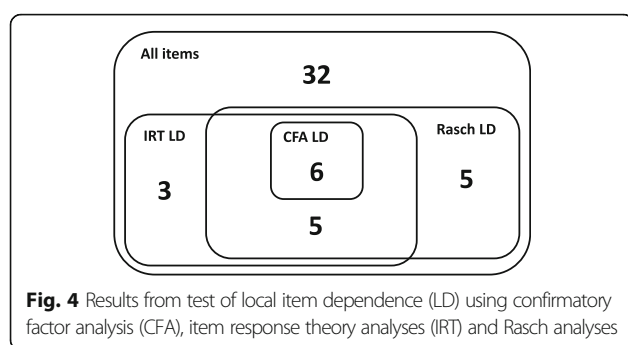 All items
32
IRT LD
CFA LD
Rasch LD
3
6
5
5
Fig. 4 Results from test of local item dependence (LD) using confirmatory
factor analysis (CFA), item response theory analyses (IRT) and Rasch analyses